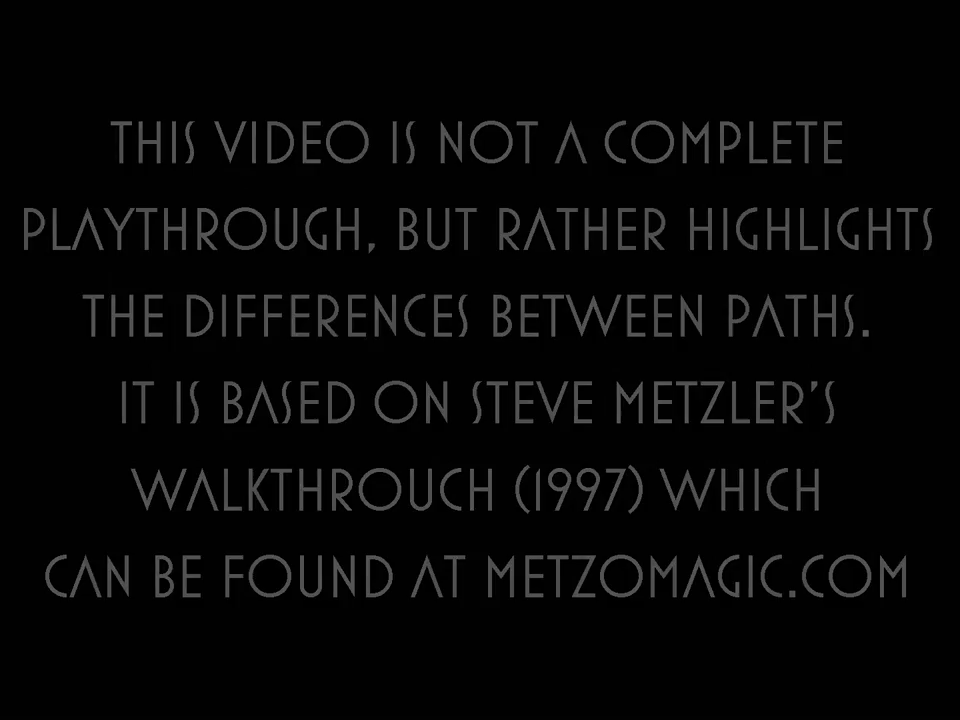 THIS VIDEO IS NOT A COMPLETE
PLAYTHROUGH, BUT RATHER HIGHLIGHTS
THE DIFFERENCES BETWEEN PATHS.
IT IS BASED ON STEVE METZLER'S
WALKTHROUCH (1997) WHICH
CAN BE FOUND AT METZOMAGIC.COM